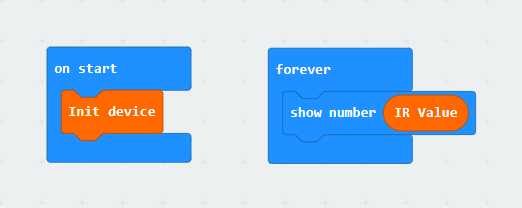 on start
Init device
forever
show number IR Value